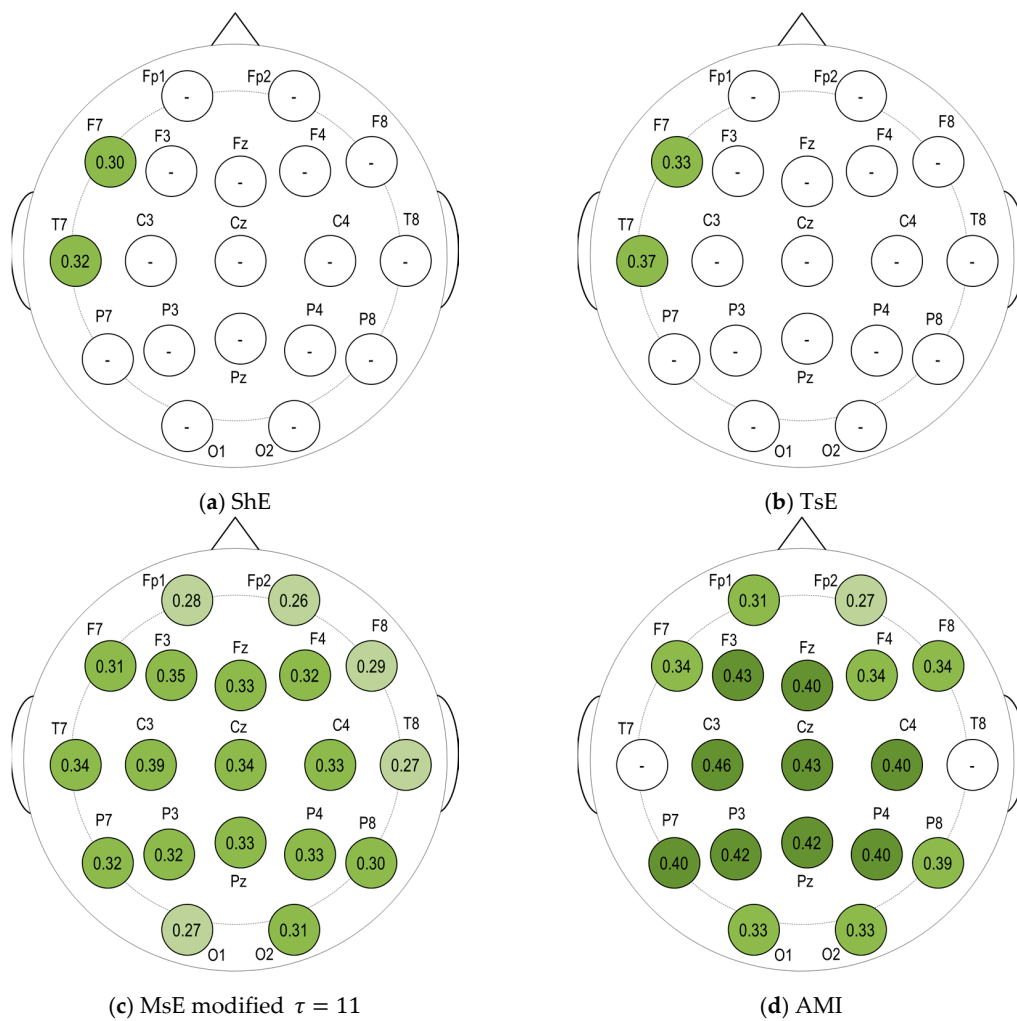 Fp1 Fp2
- -
F7 F3 Fz F4 F8
0.30 - - - -
T7 C3 Cz C4 T8
0.32 - - - -
P7 P3 P4 P8
- - - - -
Pz
- -
O1 O2
(a) ShE
Fp1 Fp2
- -
F7 F3 Fz F4 F8
0.33 - - - -
T7 C3 Cz C4 T8
0.37 - - - -
P7 P3 P4 P8
- - - - -
Pz
- -
O1 O2
(b) TsE
Fp1 Fp2
0.28 0.26
F7 F3 Fz F4 F8
0.31 0.35 0.33 0.32 0.29
T7 C3 Cz C4 T8
0.34 0.39 0.34 0.33 0.27
P7 P3 P4 P8
0.32 0.32 0.33 0.33 0.30
Pz
0.27 0.31
O1 O2
(c) MsE modified τ = 11
Fp1 Fp2
0.31 0.27
F7 F3 Fz F4 F8
0.34 0.43 0.40 0.34 0.34
T7 C3 Cz C4 T8
- 0.46 0.43 0.40 -
P7 P3 P4 P8
0.40 0.42 0.42 0.40 0.39
Pz
0.33 0.33
O1 O2
(d) AMI